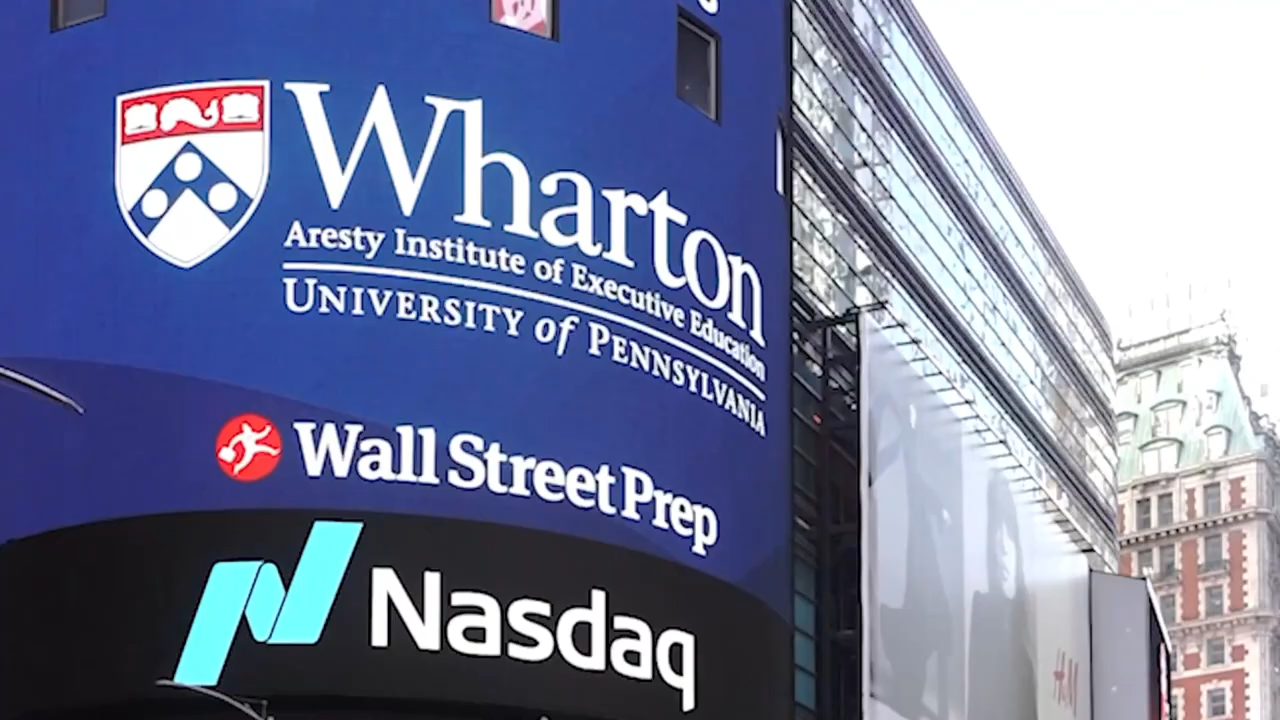 Wharton
Aresty Institute of Executive Education
UNIVERSITY of PENNSYLVANIA
Wall Street Prep
Nasdaq
H&M